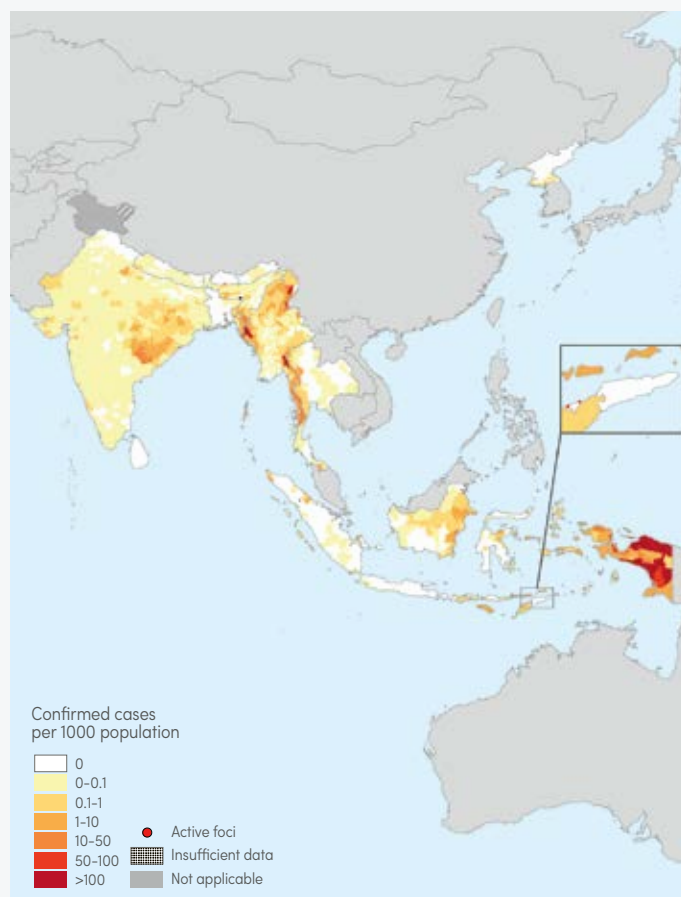 Confirmed cases
per 1000 population
0
0-0.1
0.1-1
1-10
10-50
50-100
>100
Active foci
Insufficient data
Not applicable